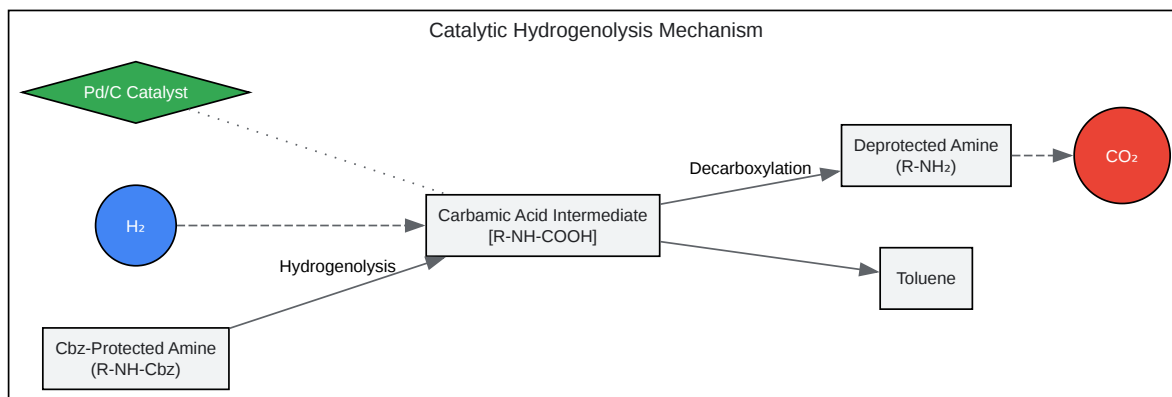 Catalytic Hydrogenolysis Mechanism
Pd/C Catalyst
H₂
Cbz-Protected Amine
(R-NH-Cbz)
Hydrogenolysis
Carbamic Acid Intermediate
[R-NH-COOH]
Decarboxylation
Deprotected Amine
(R-NH₂)
CO₂
Toluene